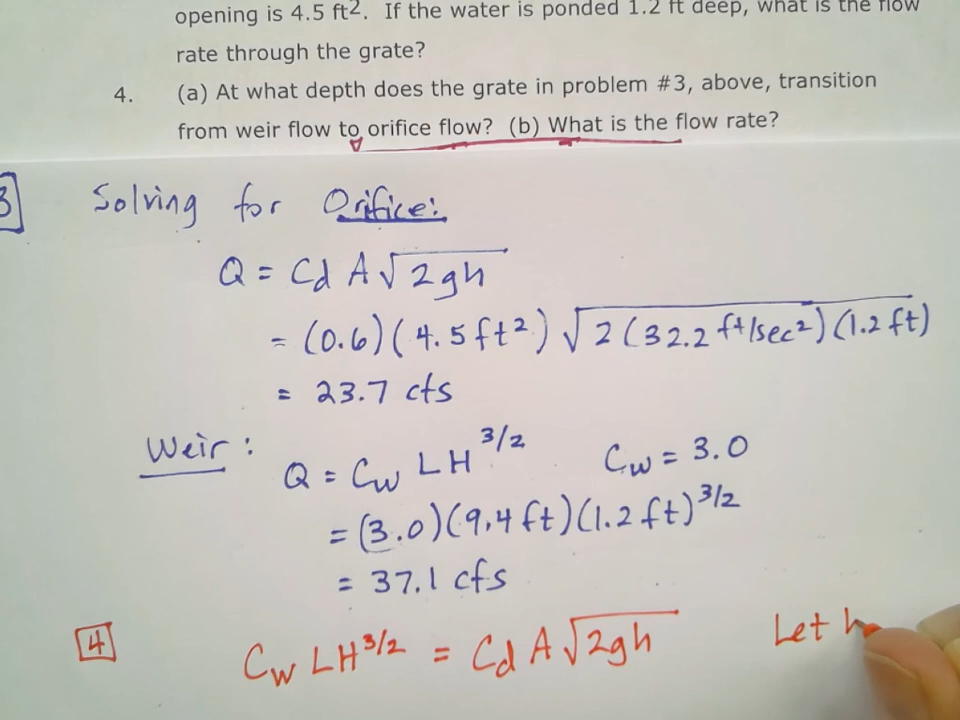 opening is 4.5 ft2. If the water is ponded 1.2 ft deep, what is the flow
rate through the grate?
4. (a) At what depth does the grate in problem #3, above, transition
from weir flow to orifice flow? (b) What is the flow rate?
3 Solving for Orifice:
Q = Cd A √2gh
= (0.6)(4.5ft²) √2(32.2 ft/sec²)(1.2 ft)
= 23.7 cfs
Weir:
Q = Cw LH^3/2 Cw = 3.0
= (3.0)(9.4 ft)(1.2 ft)^3/2
= 37.1 cfs
4 Cw LH^3/2 = Cd A √2gh Let h